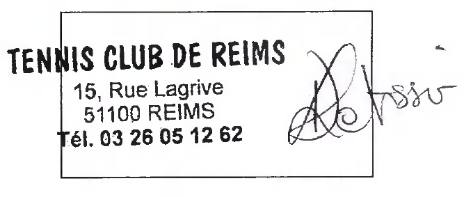 TENNIS CLUB DE REIMS
15, Rue Lagrive
51100 REIMS
Tél. 03 26 05 12 62